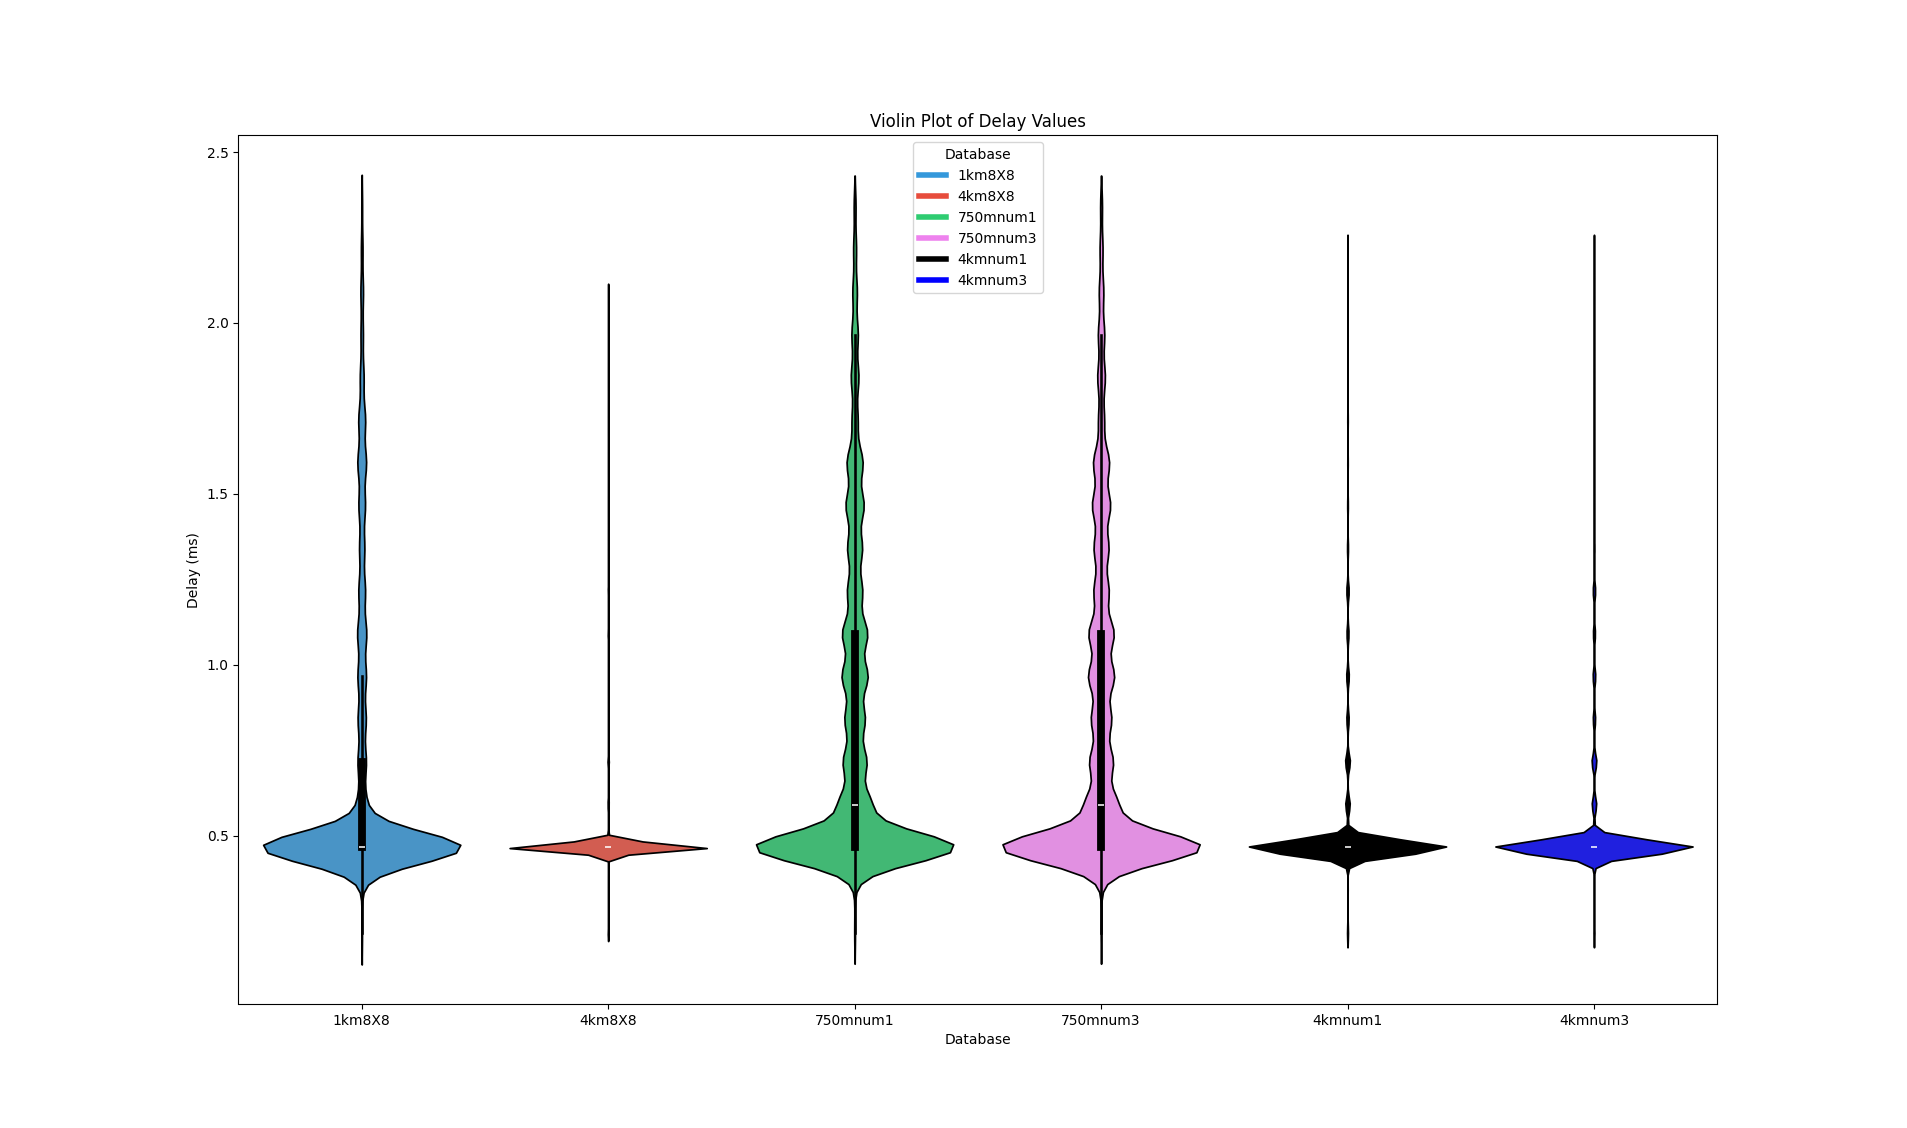 Violin Plot of Delay Values
Database
1km8X8
4km8X8
750mnum1
750mnum3
4kmnum1
4kmnum3
Delay (ms)
2.5
2.0
1.5
1.0
0.5
1km8X8 4km8X8 750mnum1 750mnum3 4kmnum1 4kmnum3
Database